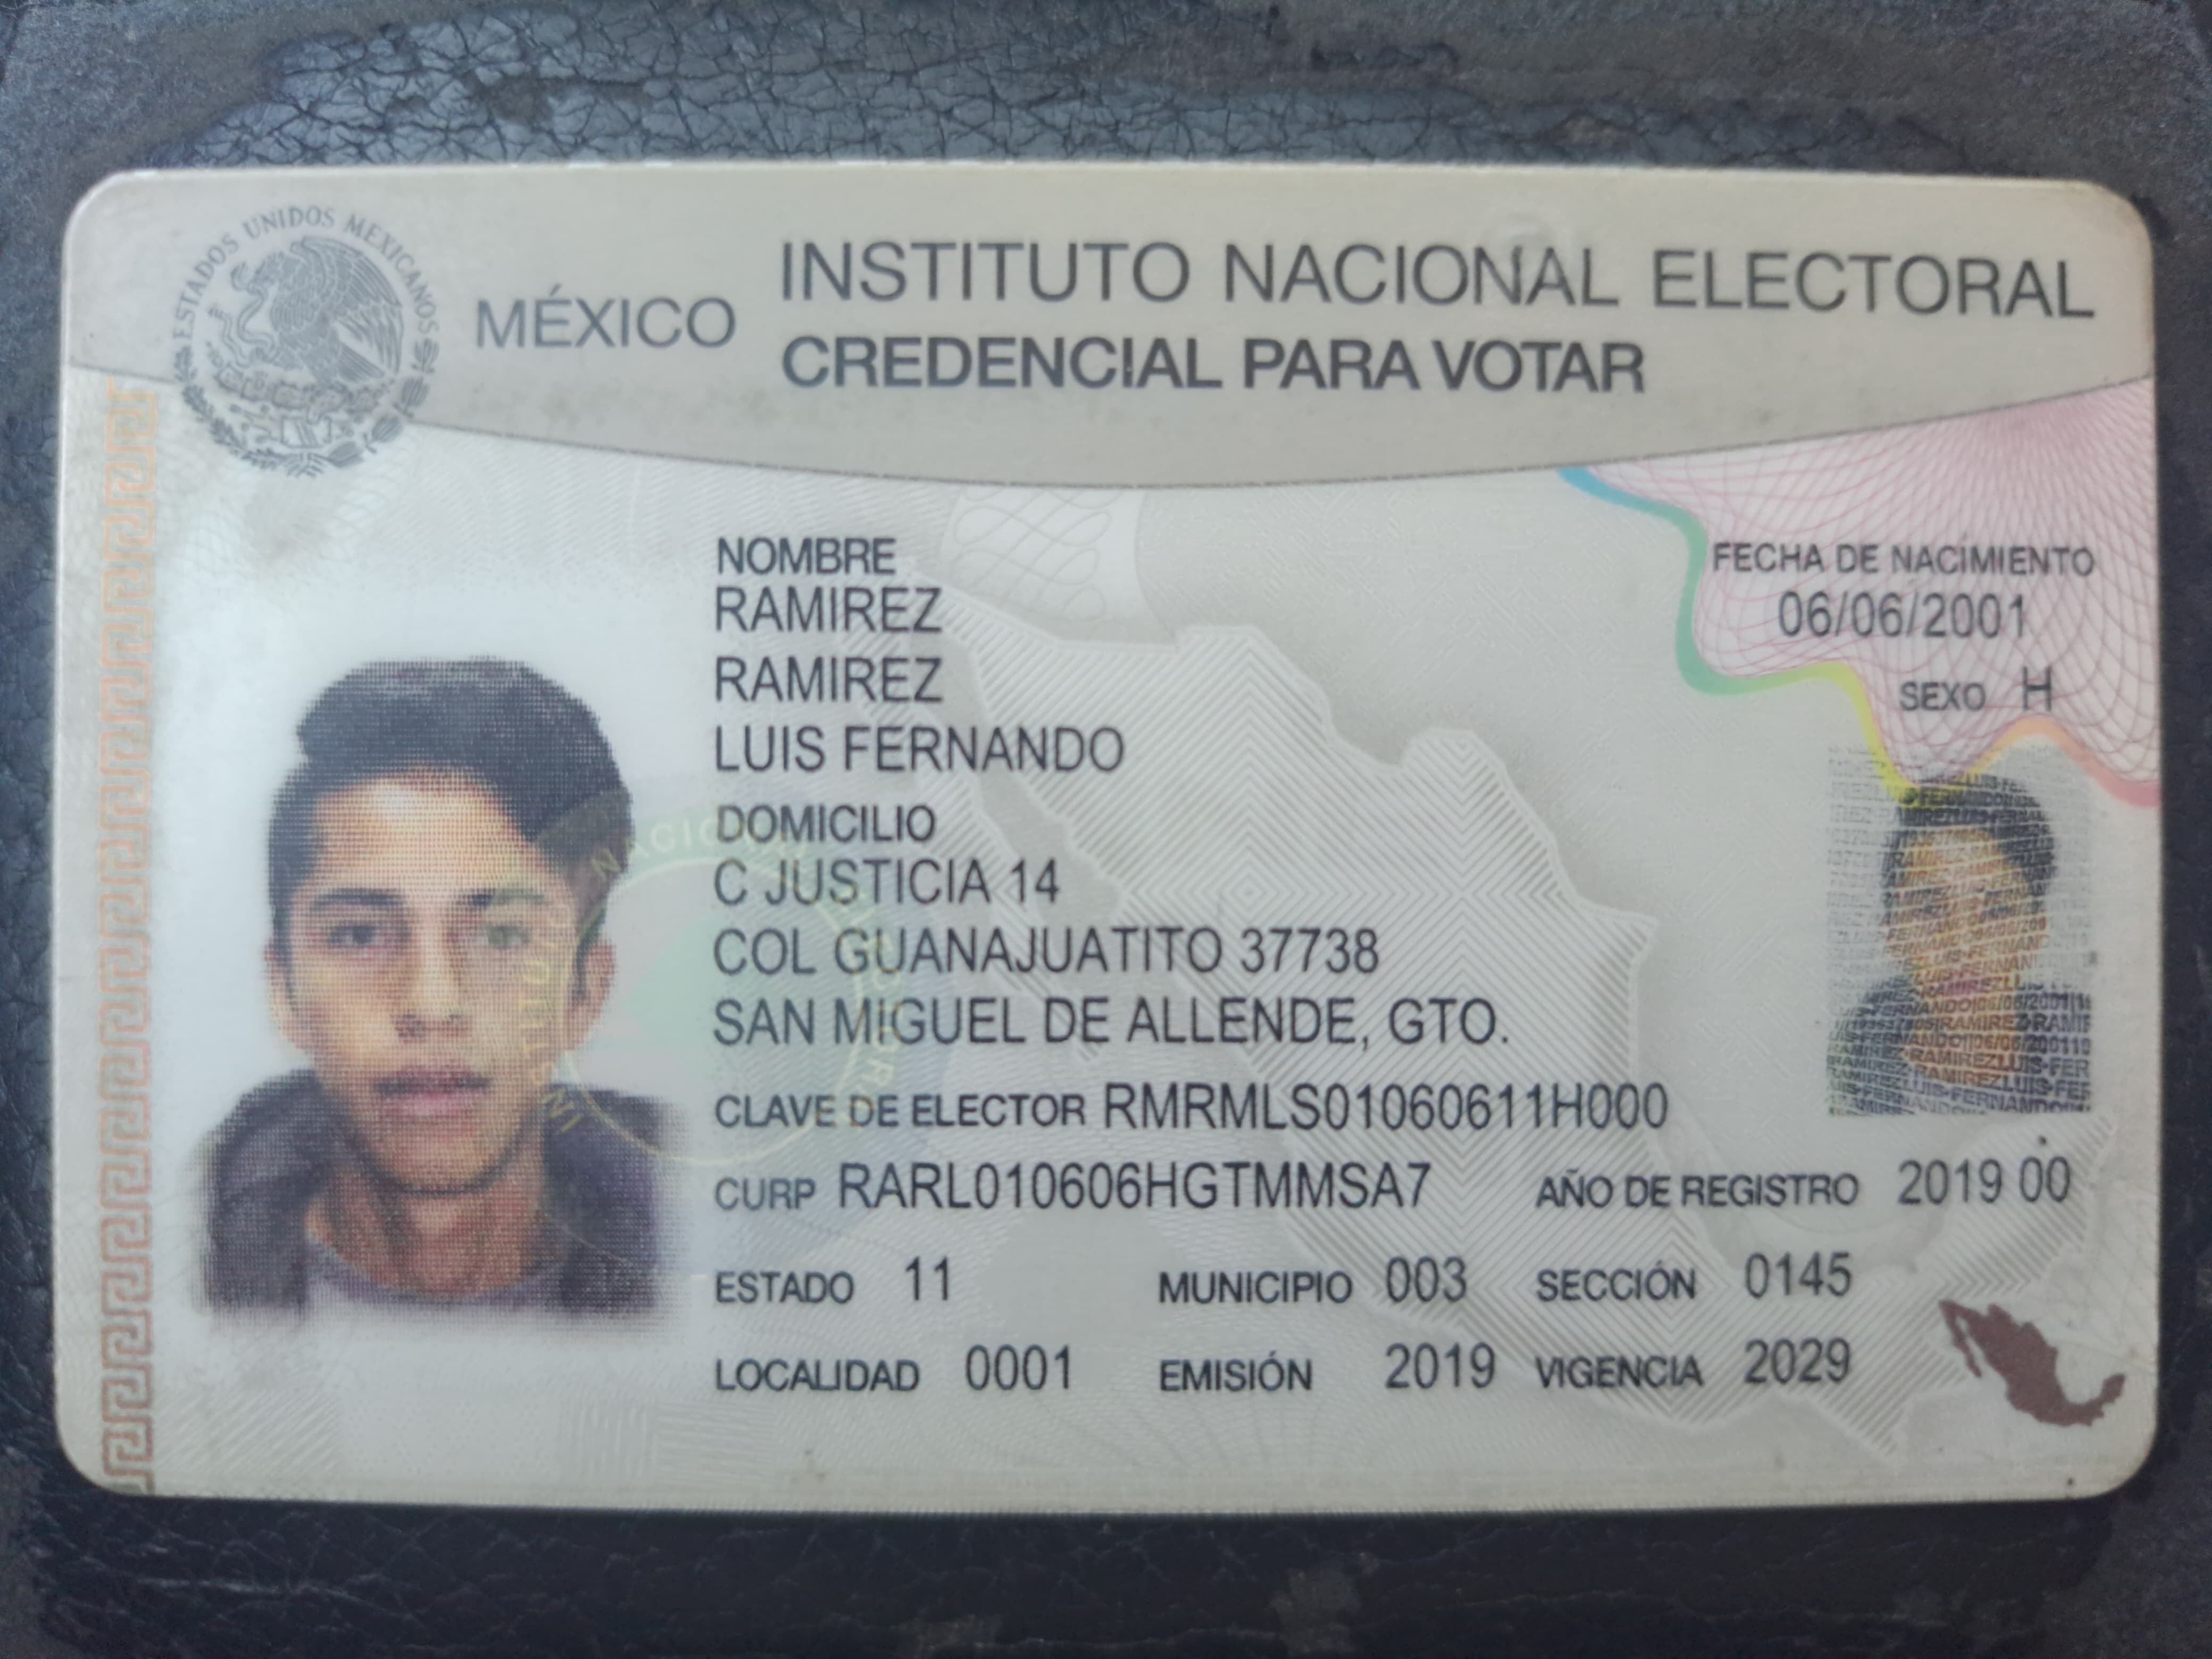 ESTADOS UNIDOS MEXICANOS
MÉXICO
INSTITUTO NACIONAL ELECTORAL
CREDENCIAL PARA VOTAR
NOMBRE
RAMIREZ
RAMIREZ
LUIS FERNANDO
FECHA DE NACIMIENTO
06/06/2001
SEXO H
DOMICILIO
C JUSTICIA 14
COL GUANAJUATITO 37738
SAN MIGUEL DE ALLENDE, GTO.
CLAVE DE ELECTOR RMRMLS01060611H000
CURP RARL010606HGTMMSA7 AÑO DE REGISTRO 2019 00
ESTADO 11 MUNICIPIO 003 SECCIÓN 0145
LOCALIDAD 0001 EMISIÓN 2019 VIGENCIA 2029